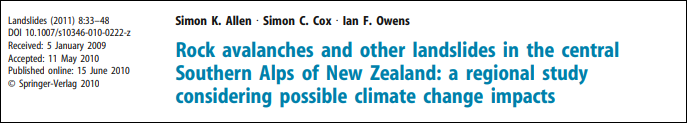 Landslides (2011) 8:33–48
DOI 10.1007/s10346-010-0222-z
Received: 5 January 2009
Accepted: 11 May 2010
Published online: 15 June 2010
© Springer-Verlag 2010
Simon K. Allen · Simon C. Cox · Ian F. Owens
Rock avalanches and other landslides in the central
Southern Alps of New Zealand: a regional study
considering possible climate change impacts